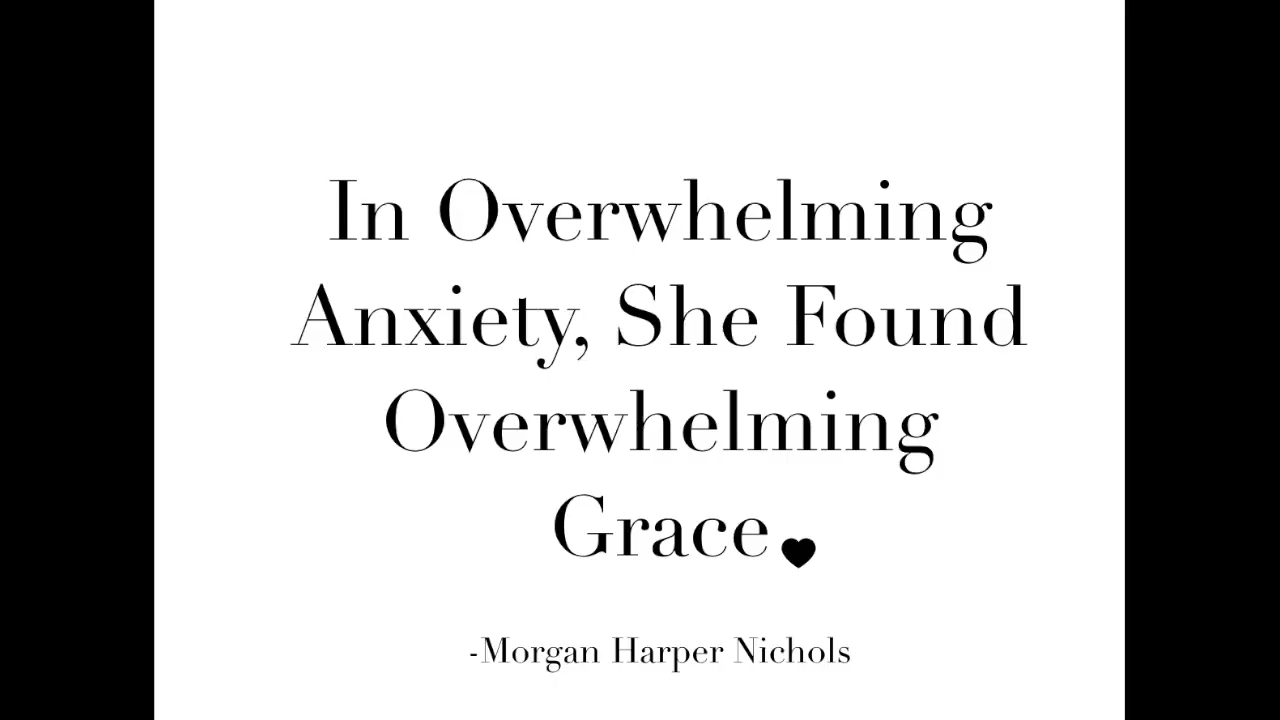 In Overwhelming
Anxiety, She Found
Overwhelming
Grace♥
-Morgan Harper Nichols